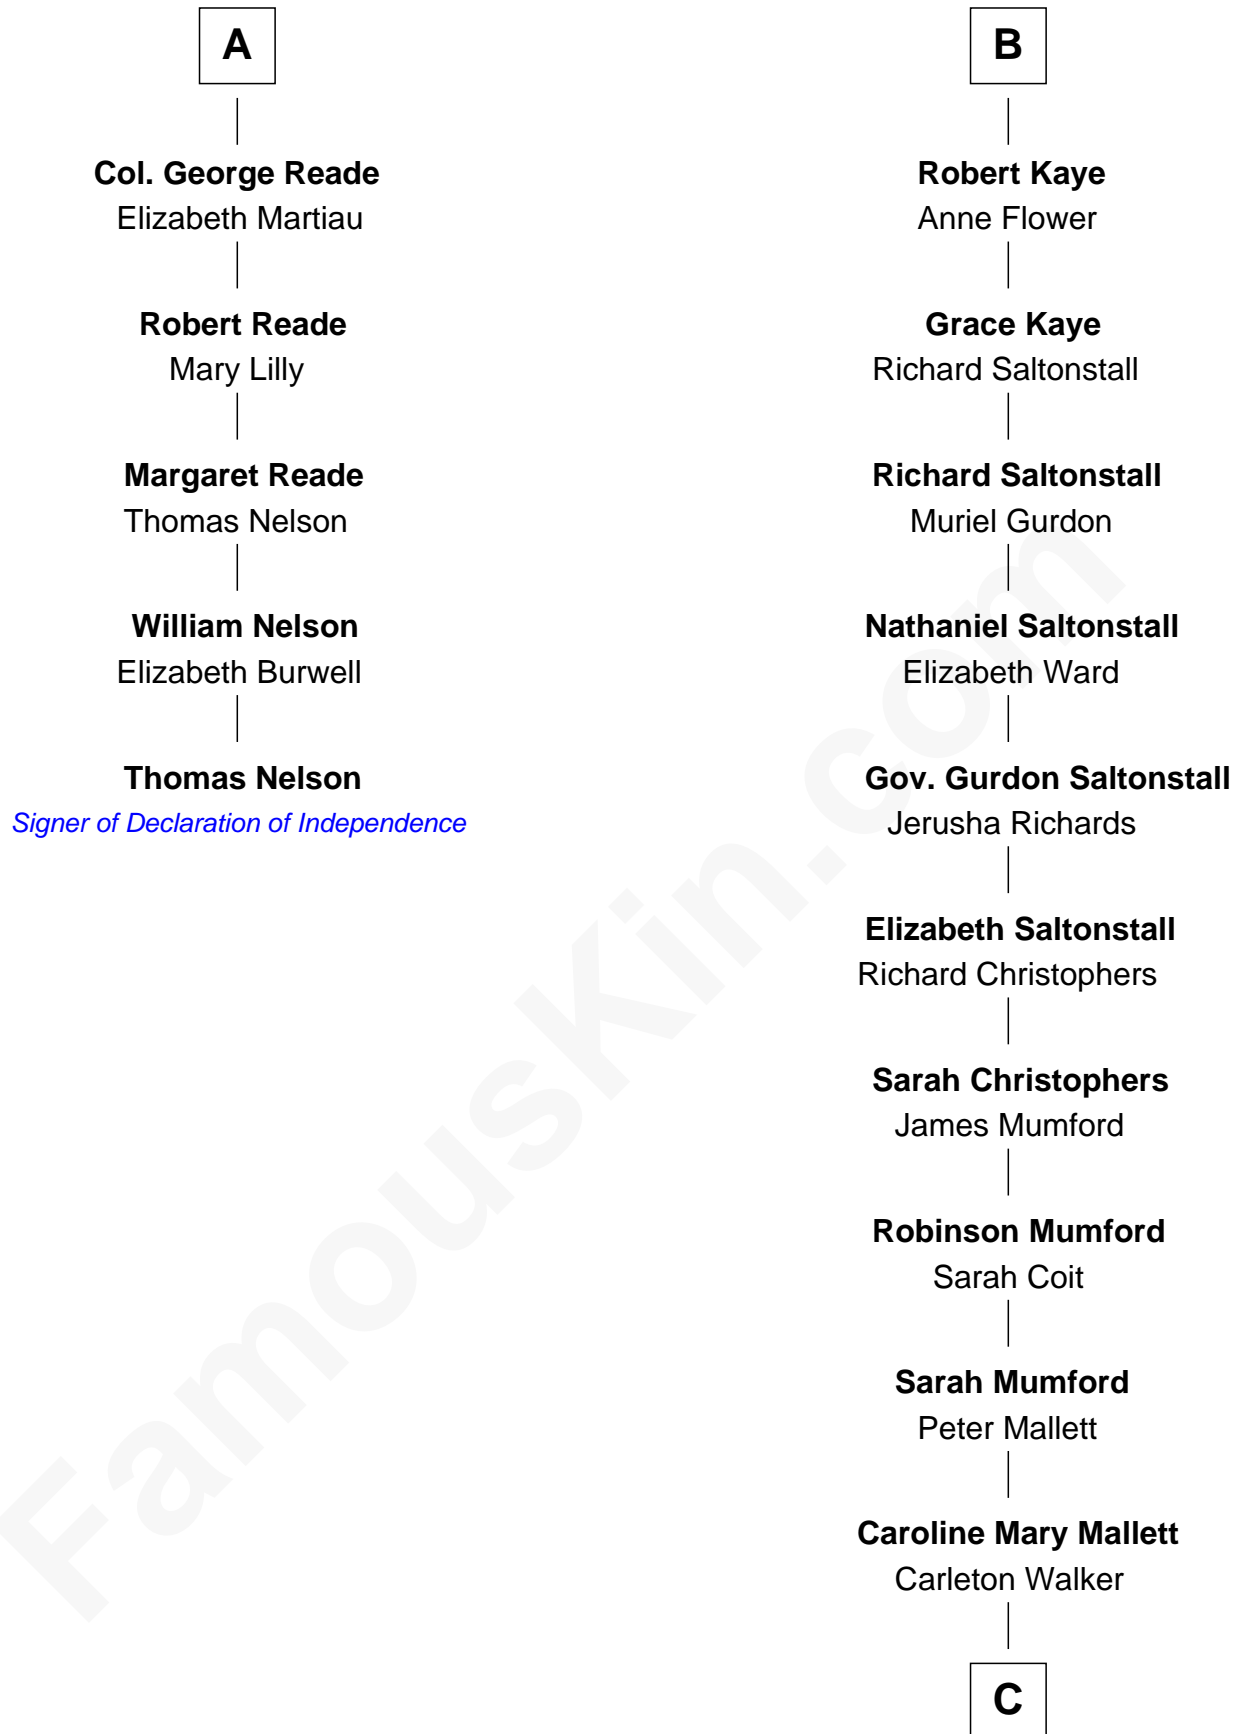 A
Col. George Reade
Elizabeth Martiau
Robert Reade
Mary Lilly
Margaret Reade
Thomas Nelson
William Nelson
Elizabeth Burwell
Thomas Nelson
Signer of Declaration of Independence
B
Robert Kaye
Anne Flower
Grace Kaye
Richard Saltonstall
Richard Saltonstall
Muriel Gurdon
Nathaniel Saltonstall
Elizabeth Ward
Gov. Gurdon Saltonstall
Jerusha Richards
Elizabeth Saltonstall
Richard Christophers
Sarah Christophers
James Mumford
Robinson Mumford
Sarah Coit
Sarah Mumford
Peter Mallett
Caroline Mary Mallett
Carleton Walker
C
FamousKin.com